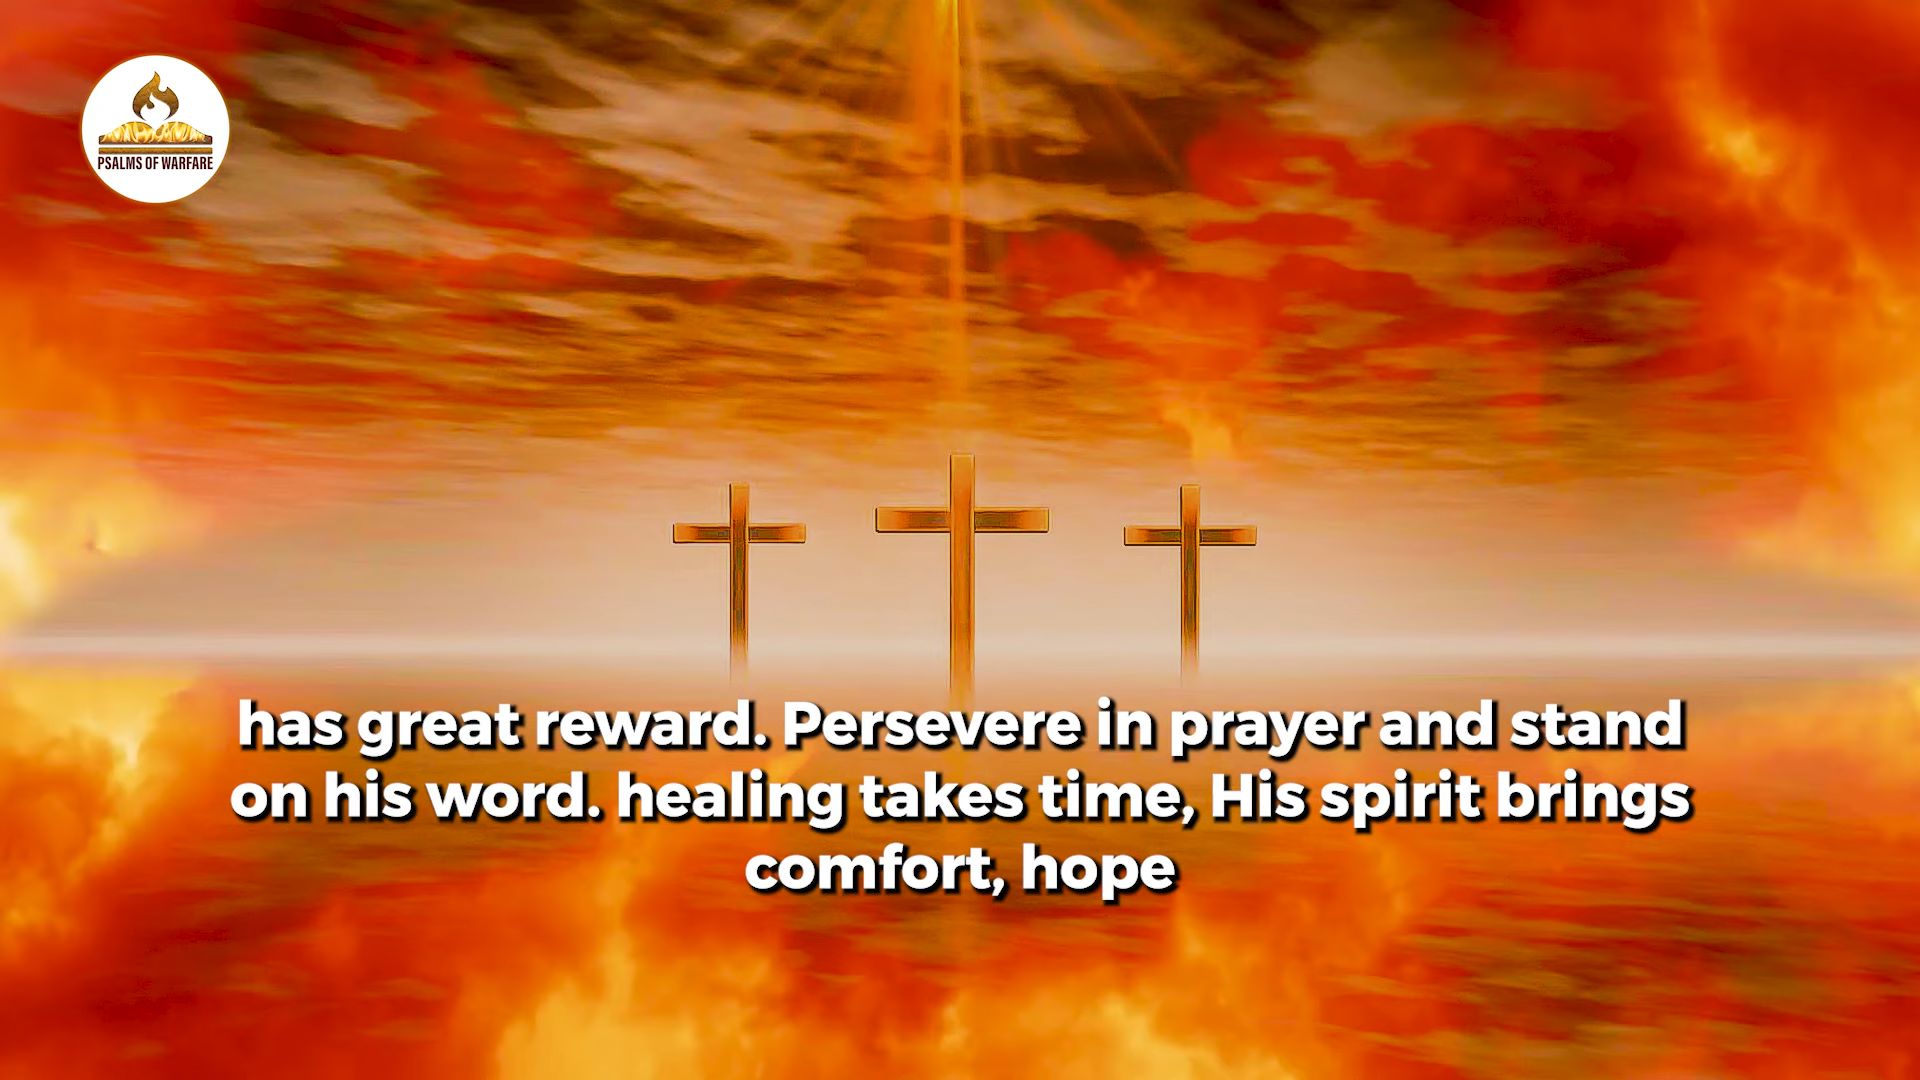 PSALMS OF WARFARE
has great reward. Persevere in prayer and stand
on his word. healing takes time, His spirit brings
comfort, hope